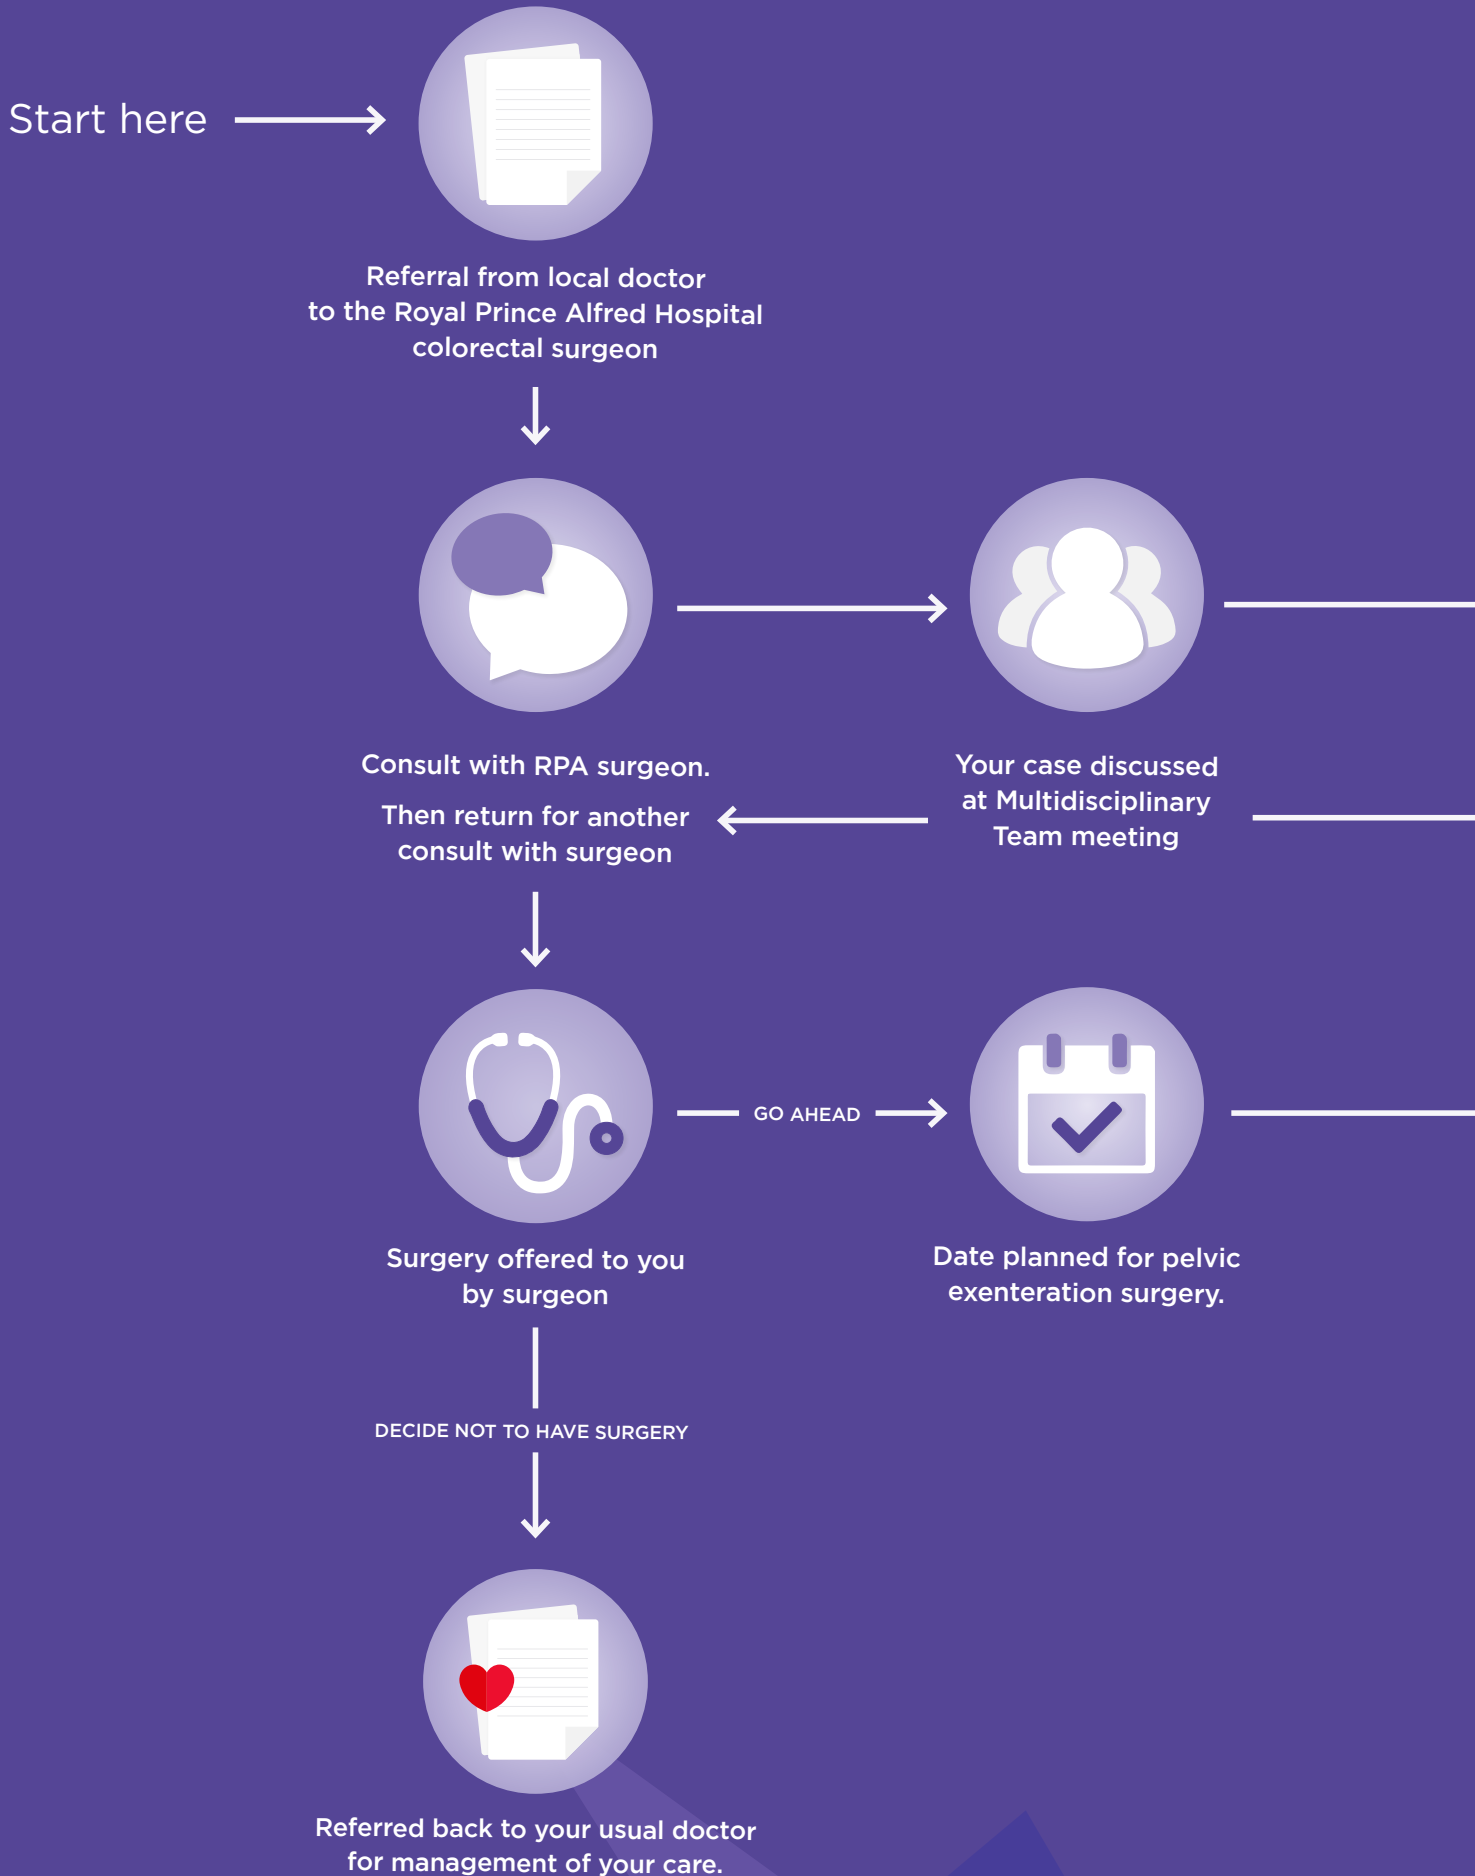 Start here
Referral from local doctor
to the Royal Prince Alfred Hospital
colorectal surgeon
Consult with RPA surgeon.
Then return for another
consult with surgeon
Your case discussed
at Multidisciplinary
Team meeting
Surgery offered to you
by surgeon
GO AHEAD
Date planned for pelvic
exenteration surgery.
DECIDE NOT TO HAVE SURGERY
Referred back to your usual doctor
for management of your care.